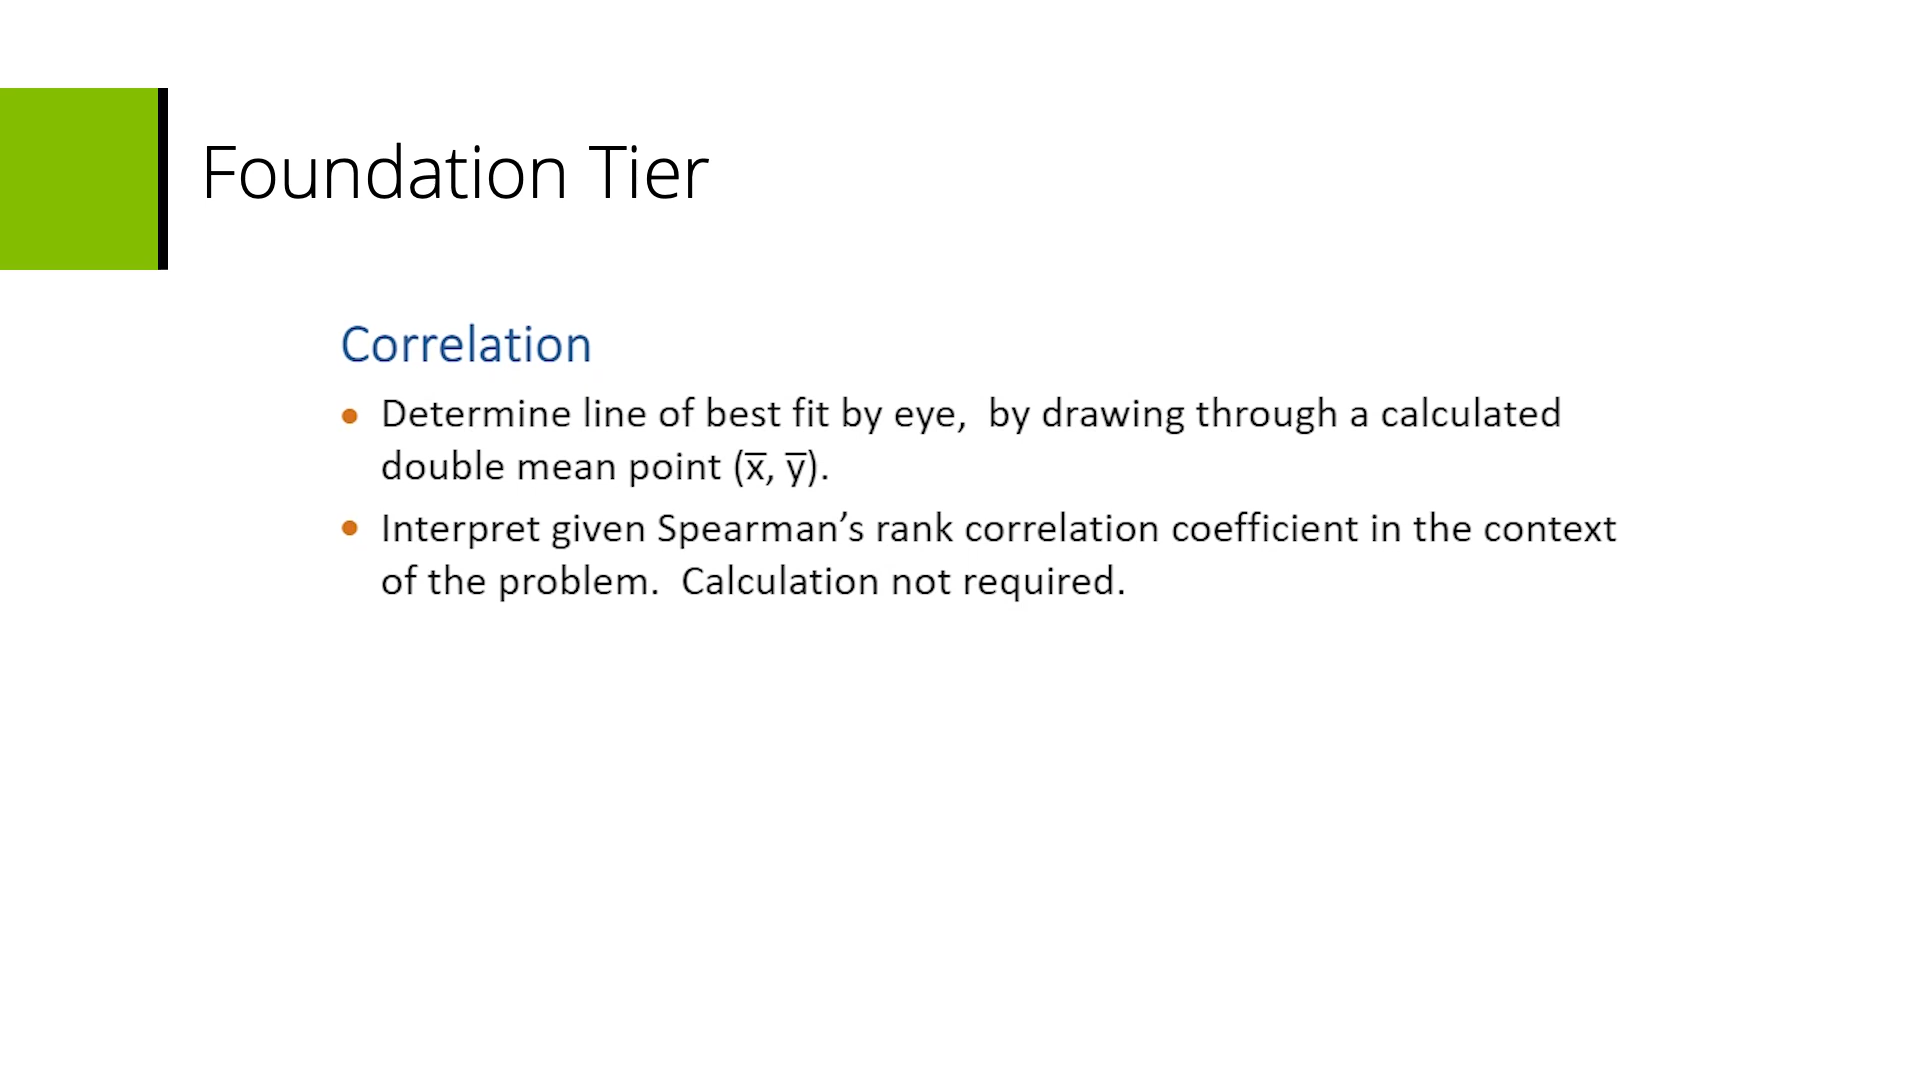 Foundation Tier
Correlation
• Determine line of best fit by eye,  by drawing through a calculated
double mean point (x̅, y̅).
• Interpret given Spearman’s rank correlation coefficient in the context
of the problem.  Calculation not required.